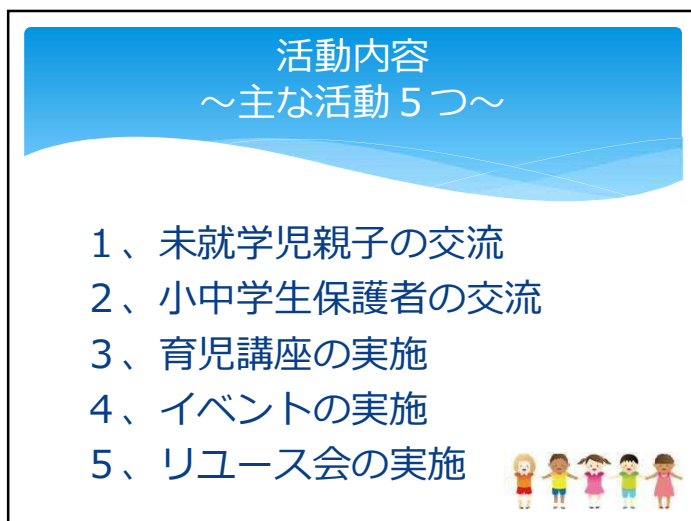 活動内容
～主な活動５つ～
１、未就学児親子の交流
２、小中学生保護者の交流
３、育児講座の実施
４、イベントの実施
５、リユース会の実施